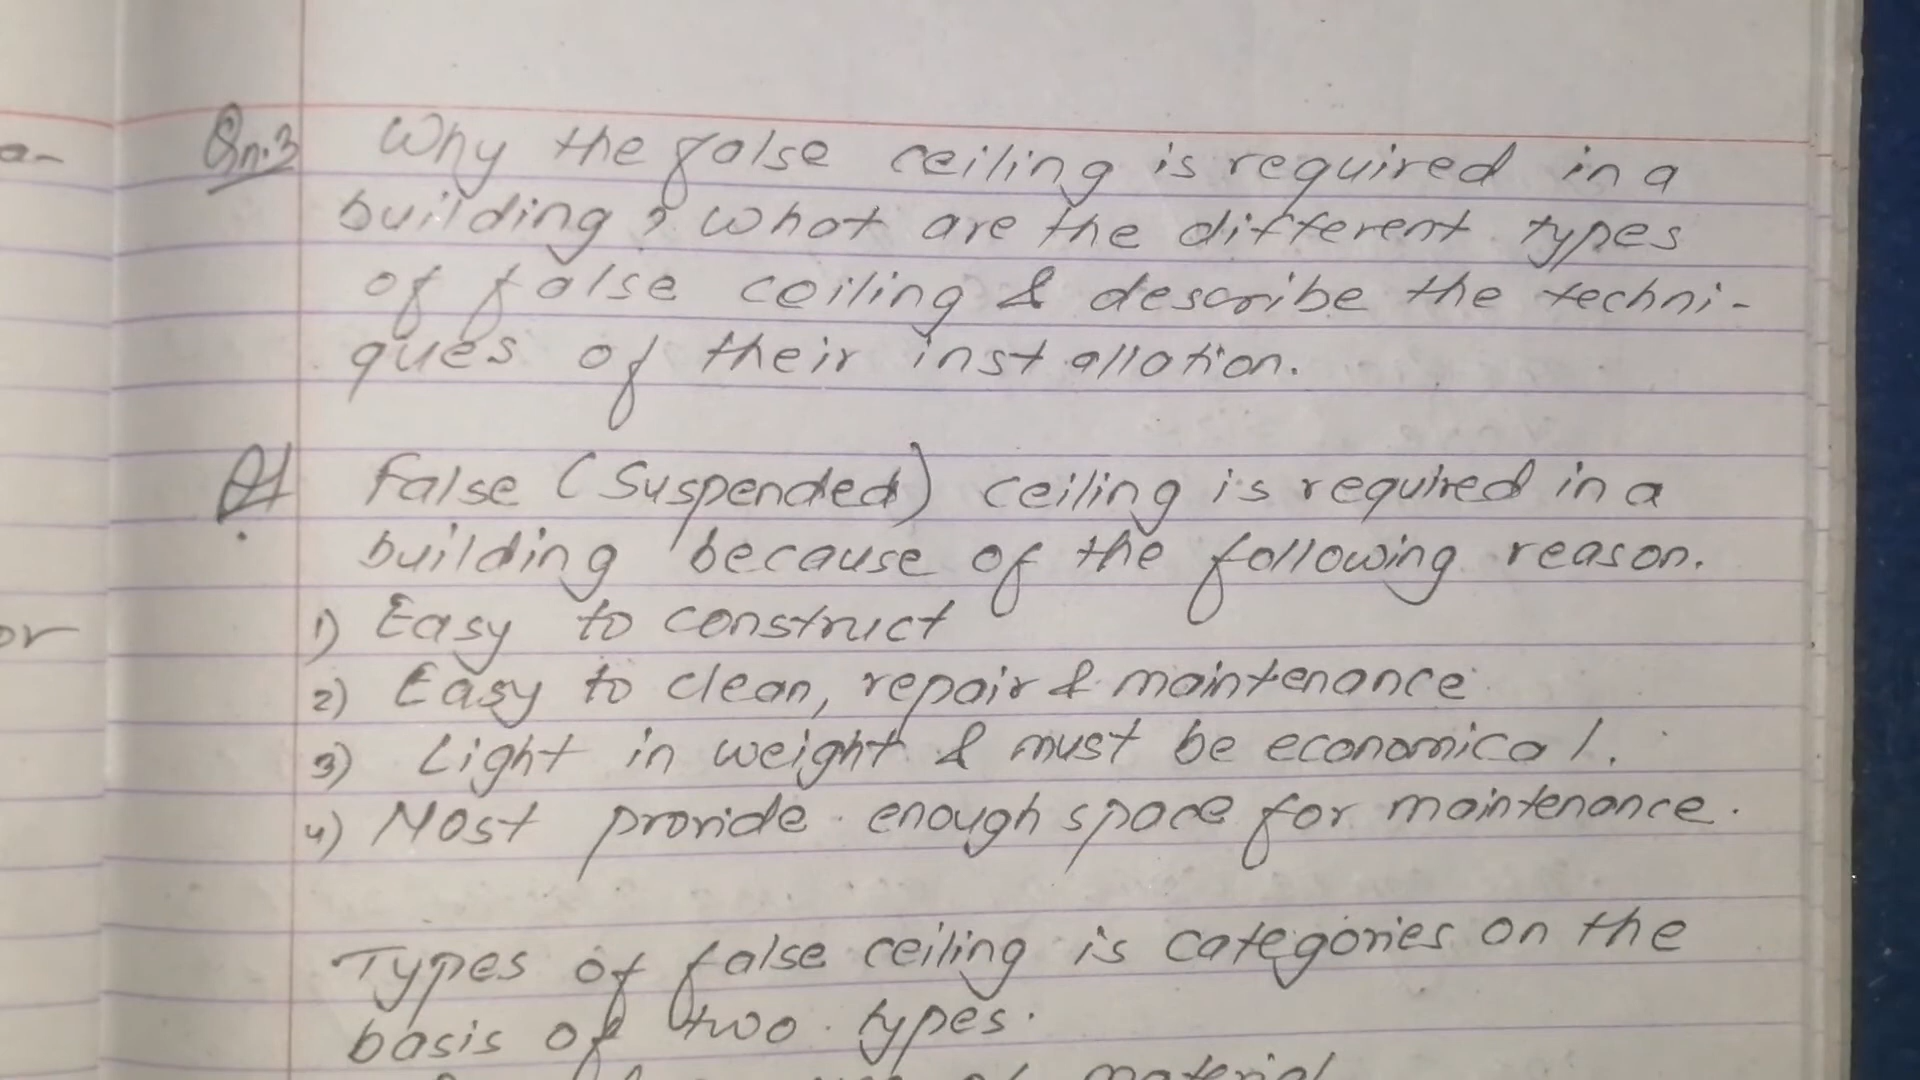 a-
or
Qn.3 Why the false ceiling is required in a
building? what are the different types
of false ceiling & describe the techni-
ques of their installation.
False (Suspended) ceiling is required in a
building because of the following reason.
1) Easy to construct
2) Easy to clean, repair & maintenance
3) Light in weight & must be economical.
4) Most provide enough space for maintenance.
Types of false ceiling is categories on the
basis of two types.
material